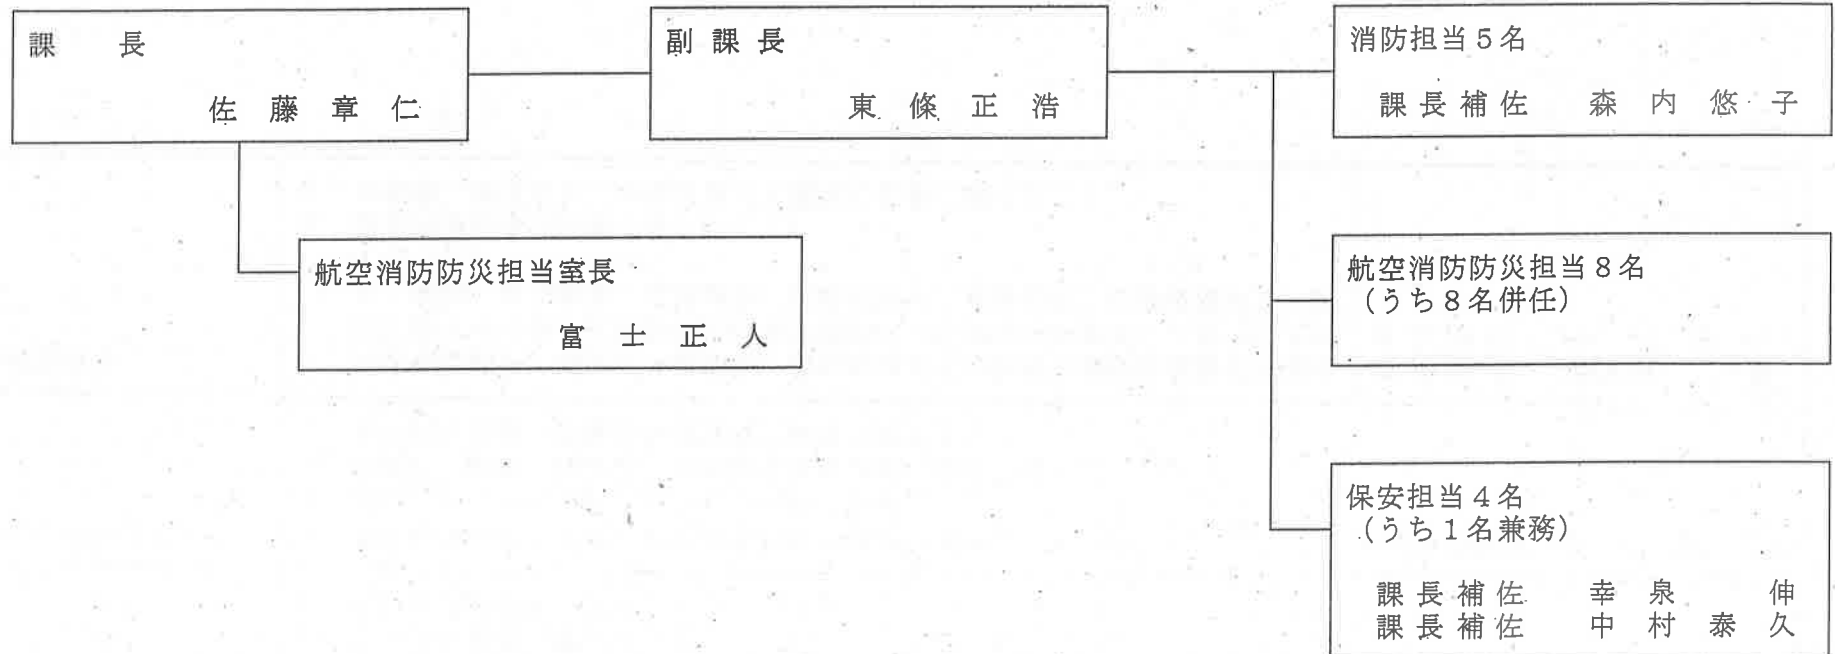 課　長
佐藤章仁
副課長
東條正浩
航空消防防災担当室長
富士正人
消防担当5名
課長補佐　森内悠子
航空消防防災担当8名
（うち8名併任）
保安担当4名
（うち1名兼務）
課長補佐　幸泉　伸
課長補佐　中村泰久